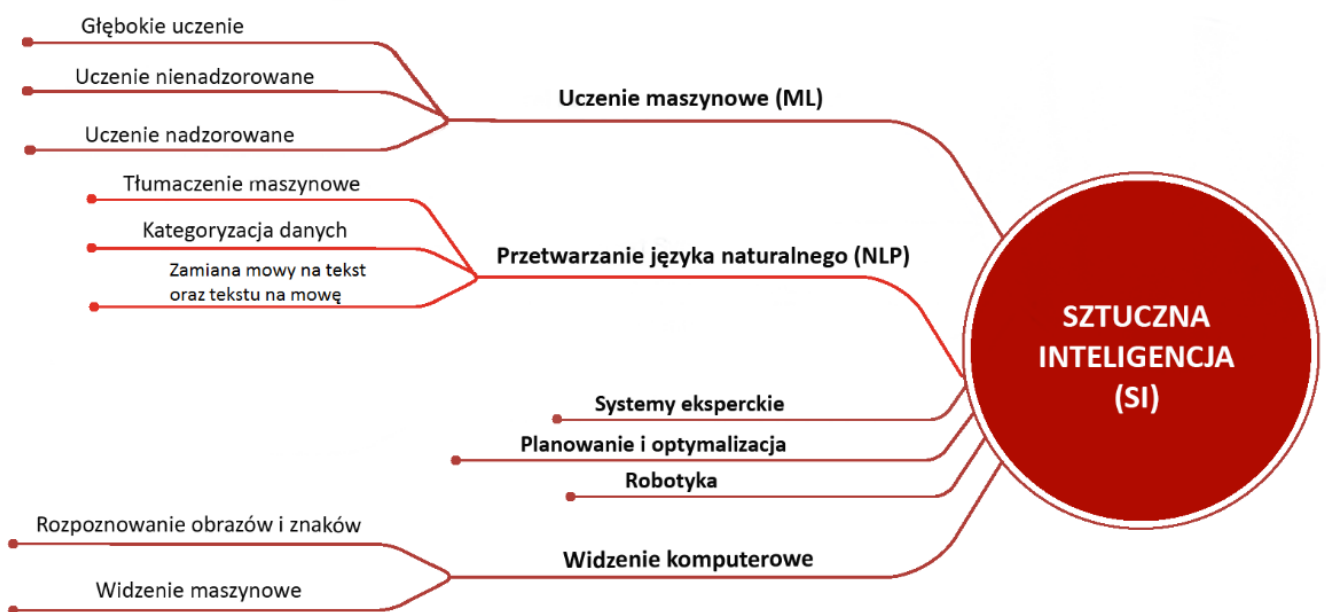 Głębokie uczenie
Uczenie nienadzorowane
Uczenie maszynowe (ML)
Uczenie nadzorowane
Tłumaczenie maszynowe
Kategoryzacja danych
Przetwarzanie języka naturalnego (NLP)
Zamiana mowy na tekst
oraz tekstu na mowę
SZTUCZNA
INTELIGENCJA
(SI)
Systemy eksperckie
Planowanie i optymalizacja
Robotyka
Rozpoznowanie obrazów i znaków
Widzenie komputerowe
Widzenie maszynowe